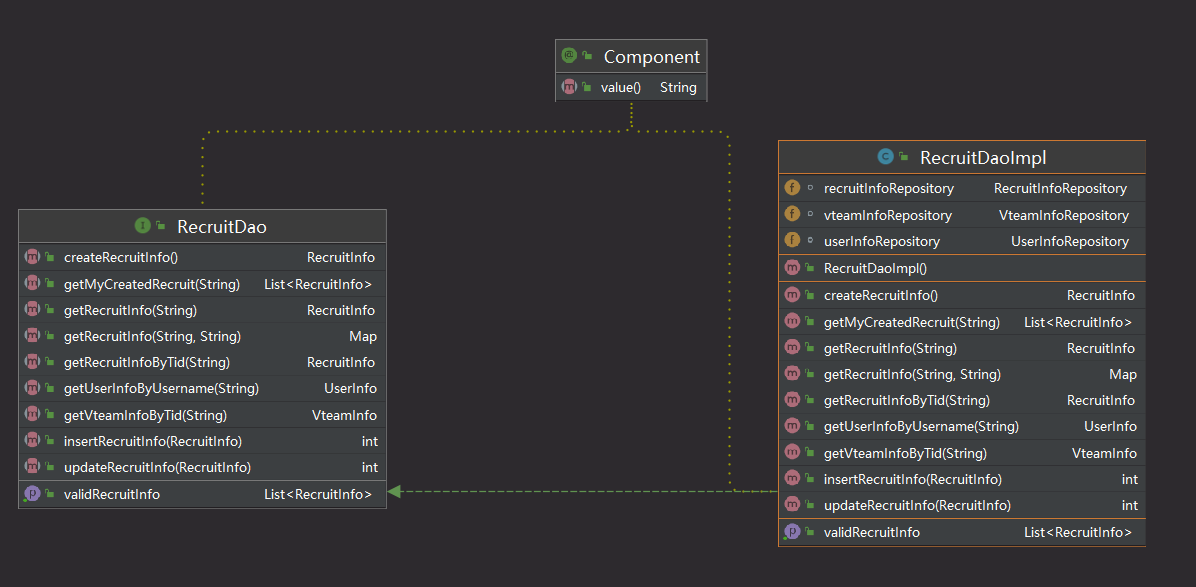 Component
value() String
RecruitDao
createRecruitInfo() RecruitInfo
getMyCreatedRecruit(String) List<RecruitInfo>
getRecruitInfo(String) RecruitInfo
getRecruitInfo(String, String) Map
getRecruitInfoByTid(String) RecruitInfo
getUserInfoByUsername(String) UserInfo
getVteamInfoByTid(String) VteamInfo
insertRecruitInfo(RecruitInfo) int
updateRecruitInfo(RecruitInfo) int
validRecruitInfo List<RecruitInfo>
RecruitDaoImpl
recruitInfoRepository RecruitInfoRepository
vteamInfoRepository VteamInfoRepository
userInfoRepository UserInfoRepository
RecruitDaoImpl()
createRecruitInfo() RecruitInfo
getMyCreatedRecruit(String) List<RecruitInfo>
getRecruitInfo(String) RecruitInfo
getRecruitInfo(String, String) Map
getRecruitInfoByTid(String) RecruitInfo
getUserInfoByUsername(String) UserInfo
getVteamInfoByTid(String) VteamInfo
insertRecruitInfo(RecruitInfo) int
updateRecruitInfo(RecruitInfo) int
validRecruitInfo List<RecruitInfo>